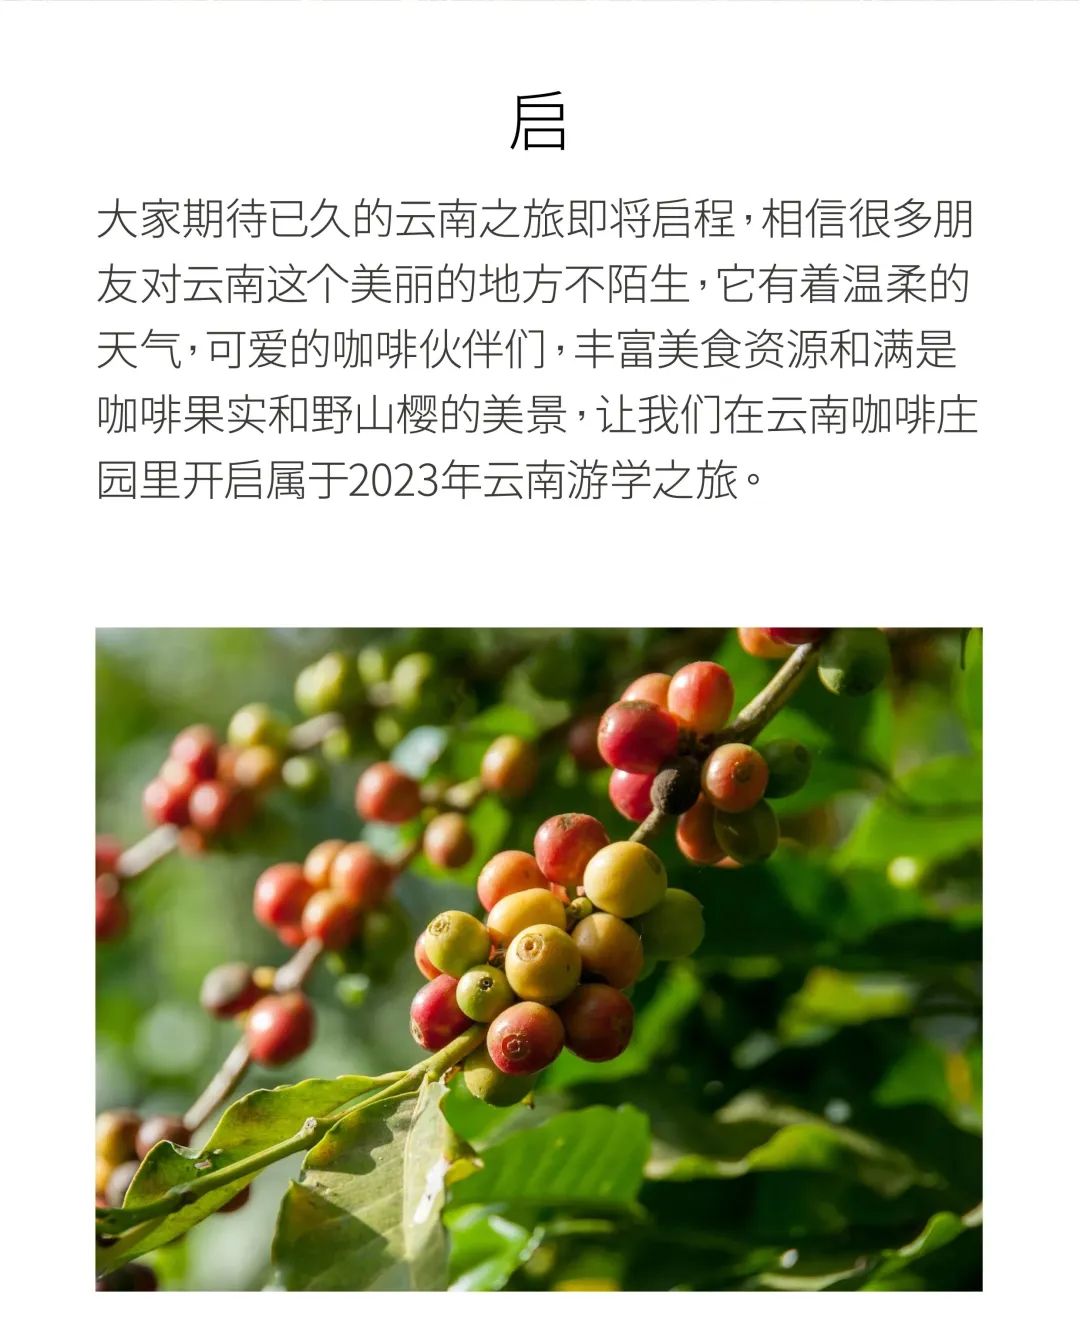 启
大家期待已久的云南之旅即将启程，相信很多朋
友对云南这个美丽的地方不陌生，它有着温柔的
天气，可爱的咖啡伙伴们，丰富美食资源和满是
咖啡果实和野山樱的美景，让我们在云南咖啡庄
园里开启属于2023年云南游学之旅。